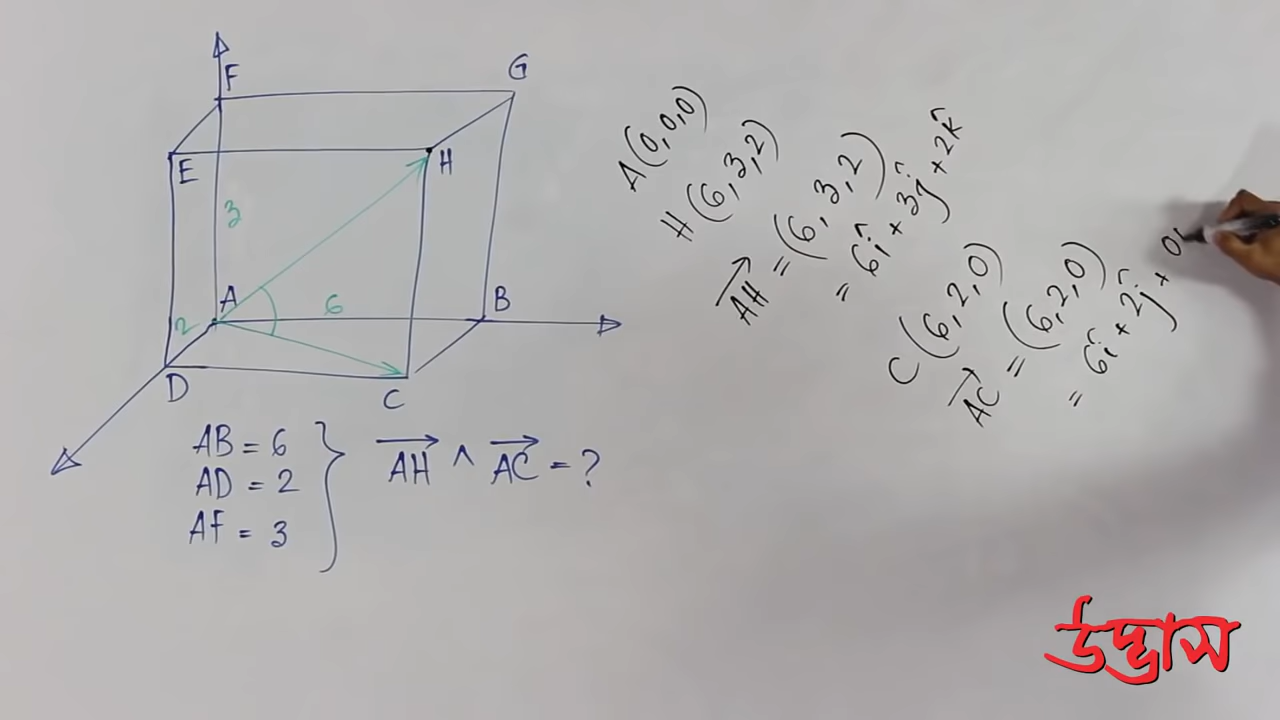 F
G
E
H
3
A
6
B
2
D
C
AB = 6
AD = 2
AF = 3
AH ^ AC = ?
A(0,0,0)
H(6,3,2)
AH = (6,3,2)
= 6î + 3ĵ + 2k̂
C(6,2,0)
AC = (6,2,0)
= 6î + 2ĵ + 0
উদ্ভাস